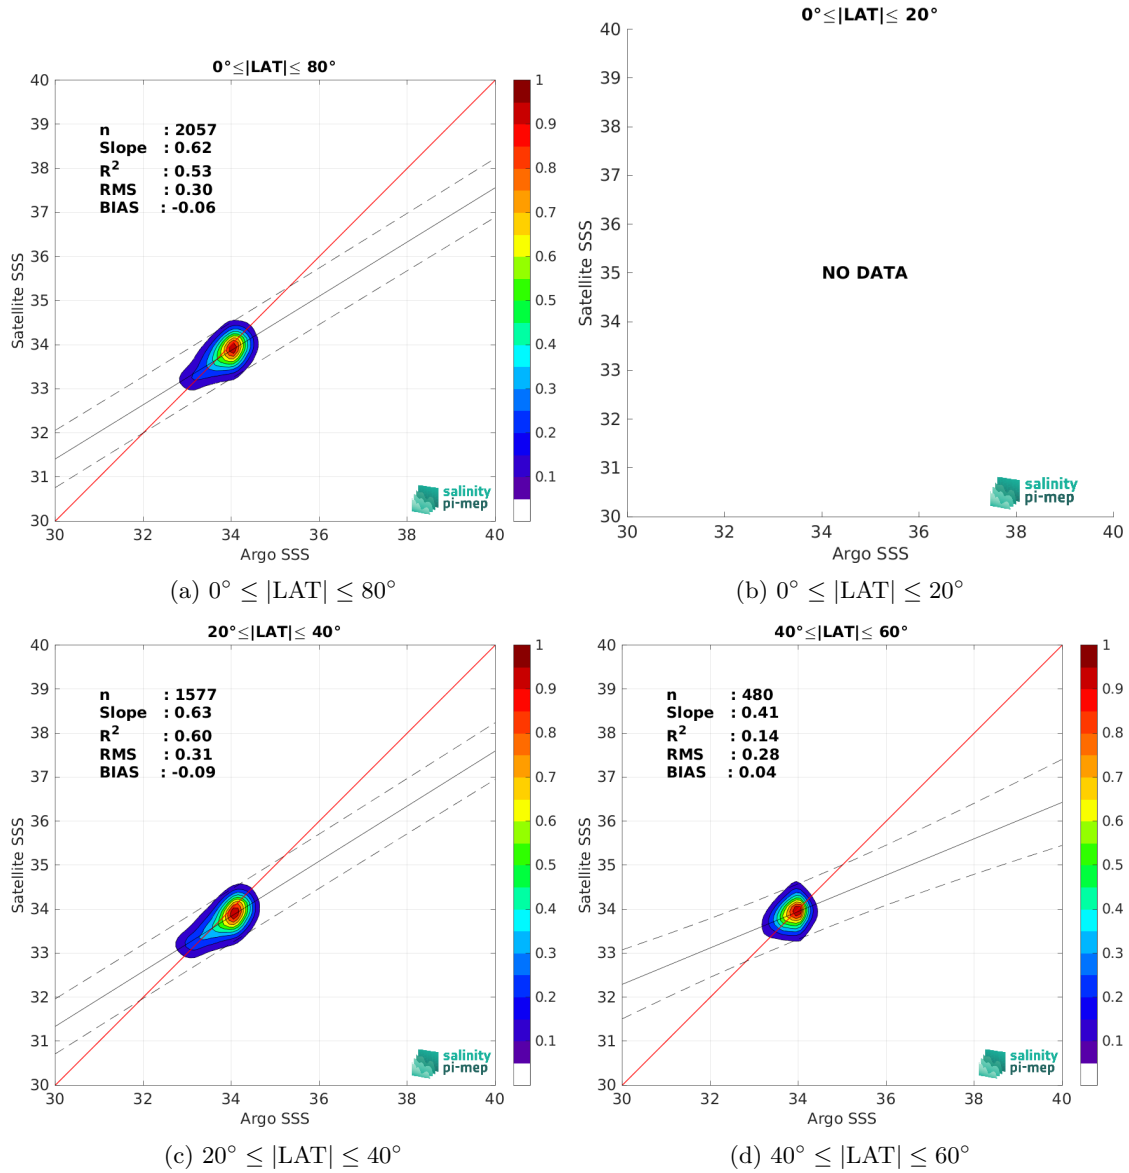 0°≤|LAT|≤ 80°
40
39
38
37
36
35
34
33
32
31
30
Satellite SSS
n : 2057
Slope : 0.62
R² : 0.53
RMS : 0.30
BIAS : -0.06
30 32 34 36 38 40
Argo SSS
1
0.9
0.8
0.7
0.6
0.5
0.4
0.3
0.2
0.1
salinity
pi-mep
(a) 0° ≤ |LAT| ≤ 80°
0°≤|LAT|≤ 20°
40
39
38
37
36
35
34
33
32
31
30
Satellite SSS
NO DATA
30 32 34 36 38 40
Argo SSS
salinity
pi-mep
(b) 0° ≤ |LAT| ≤ 20°
20°≤|LAT|≤ 40°
40
39
38
37
36
35
34
33
32
31
30
Satellite SSS
n : 1577
Slope : 0.63
R² : 0.60
RMS : 0.31
BIAS : -0.09
30 32 34 36 38 40
Argo SSS
1
0.9
0.8
0.7
0.6
0.5
0.4
0.3
0.2
0.1
salinity
pi-mep
(c) 20° ≤ |LAT| ≤ 40°
40°≤|LAT|≤ 60°
40
39
38
37
36
35
34
33
32
31
30
Satellite SSS
n : 480
Slope : 0.41
R² : 0.14
RMS : 0.28
BIAS : 0.04
30 32 34 36 38 40
Argo SSS
1
0.9
0.8
0.7
0.6
0.5
0.4
0.3
0.2
0.1
salinity
pi-mep
(d) 40° ≤ |LAT| ≤ 60°